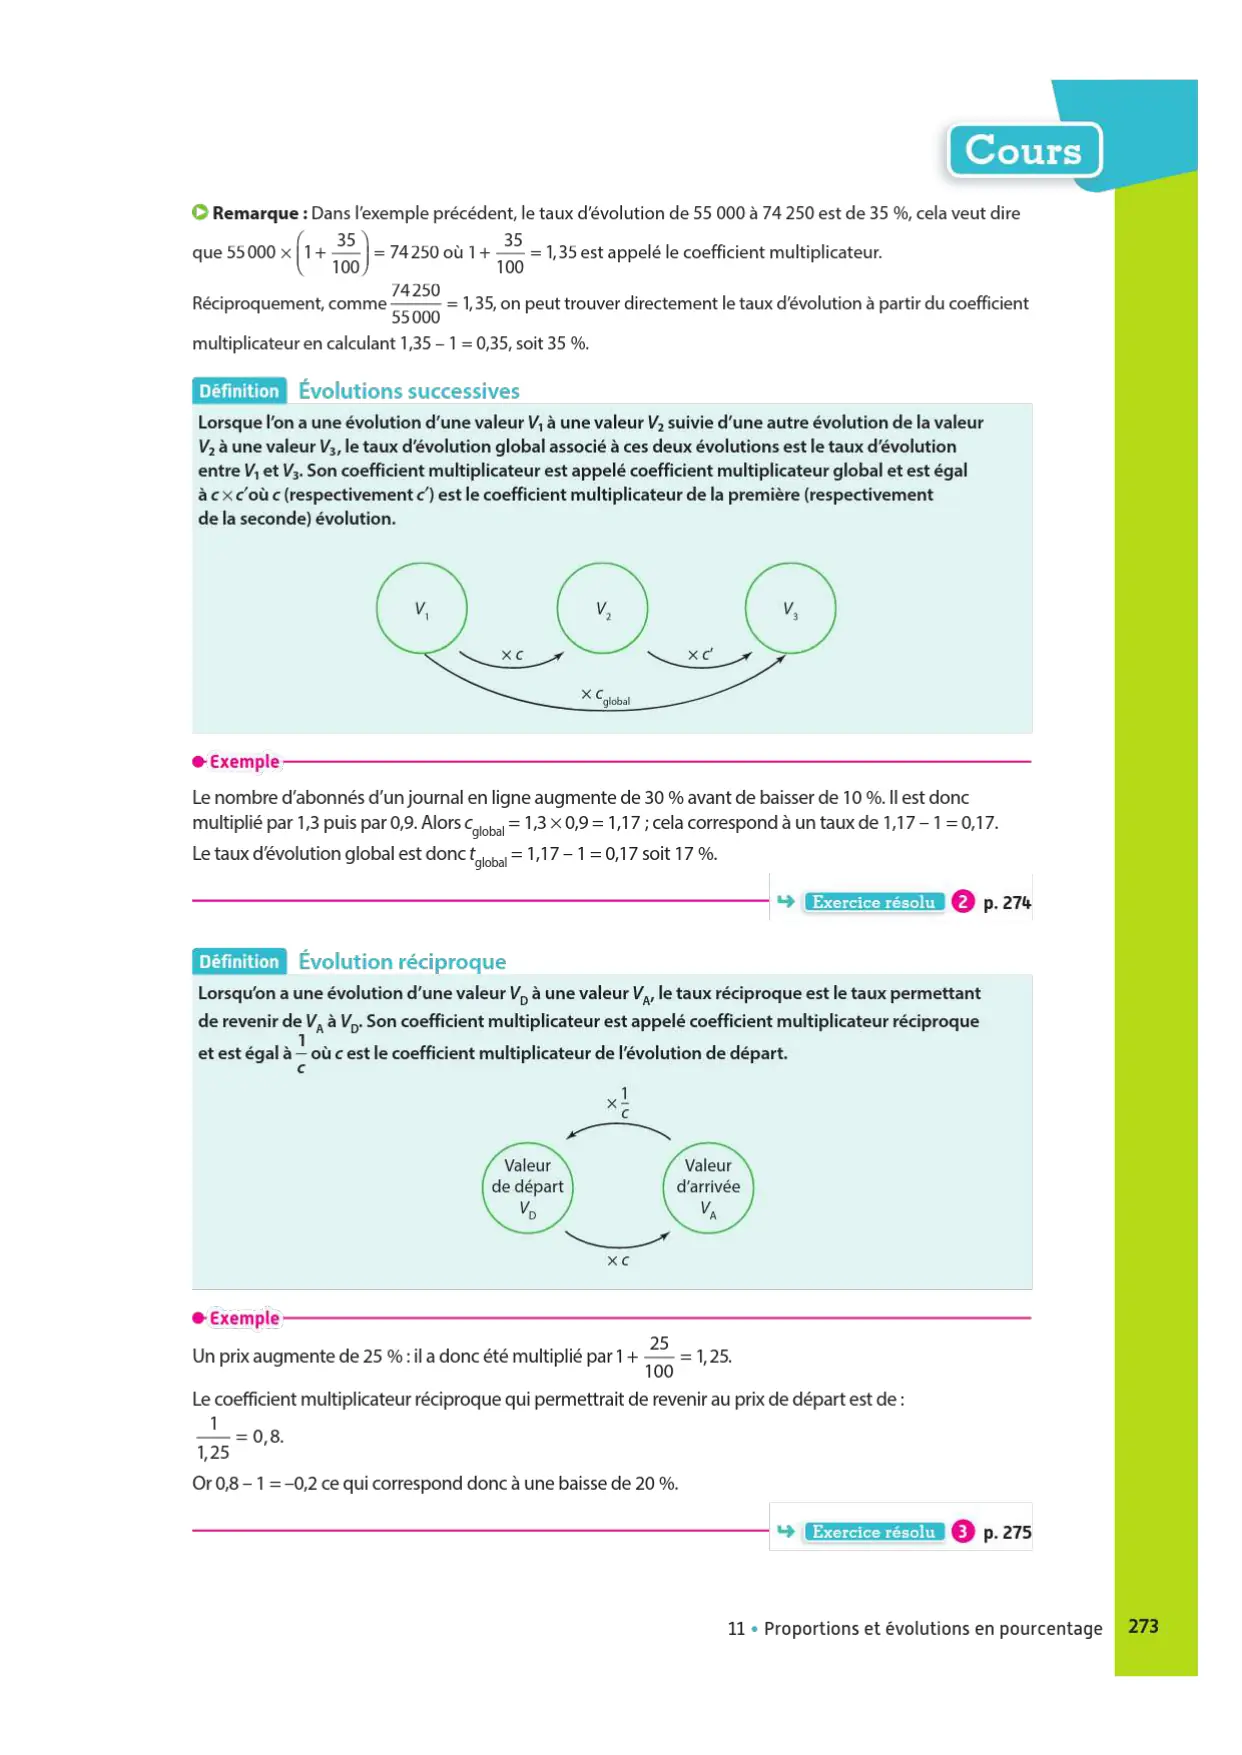 Cours
Remarque : Dans l’exemple précédent, le taux d’évolution de 55 000 à 74 250 est de 35 %, cela veut dire
que 55 000 × (1 + 35/100) = 74 250 où 1 + 35/100 = 1,35 est appelé le coefficient multiplicateur.
Réciproquement, comme 74 250/55 000 = 1,35, on peut trouver directement le taux d’évolution à partir du coefficient
multiplicateur en calculant 1,35 – 1 = 0,35, soit 35 %.
Définition Évolutions successives
Lorsque l’on a une évolution d’une valeur V₁ à une valeur V₂ suivie d’une autre évolution de la valeur
V₂ à une valeur V₃, le taux d’évolution global associé à ces deux évolutions est le taux d’évolution
entre V₁ et V₃. Son coefficient multiplicateur est appelé coefficient multiplicateur global et est égal
à c × c’ où c (respectivement c’) est le coefficient multiplicateur de la première (respectivement
de la seconde) évolution.
V₁ V₂ V₃
× c × c'
× c_global
Exemple
Le nombre d’abonnés d’un journal en ligne augmente de 30 % avant de baisser de 10 %. Il est donc
multiplié par 1,3 puis par 0,9. Alors c_global = 1,3 × 0,9 = 1,17 ; cela correspond à un taux de 1,17 – 1 = 0,17.
Le taux d’évolution global est donc t_global = 1,17 – 1 = 0,17 soit 17 %.
Exercice résolu 2 p. 274
Définition Évolution réciproque
Lorsqu’on a une évolution d’une valeur V_D à une valeur V_A, le taux réciproque est le taux permettant
de revenir de V_A à V_D. Son coefficient multiplicateur est appelé coefficient multiplicateur réciproque
et est égal à 1/c où c est le coefficient multiplicateur de l’évolution de départ.
× 1/c
Valeur de départ V_D
Valeur d’arrivée V_A
× c
Exemple
Un prix augmente de 25 % : il a donc été multiplié par 1 + 25/100 = 1,25.
Le coefficient multiplicateur réciproque qui permettrait de revenir au prix de départ est de :
1/1,25 = 0,8.
Or 0,8 – 1 = –0,2 ce qui correspond donc à une baisse de 20 %.
Exercice résolu 3 p. 275
11 • Proportions et évolutions en pourcentage 273